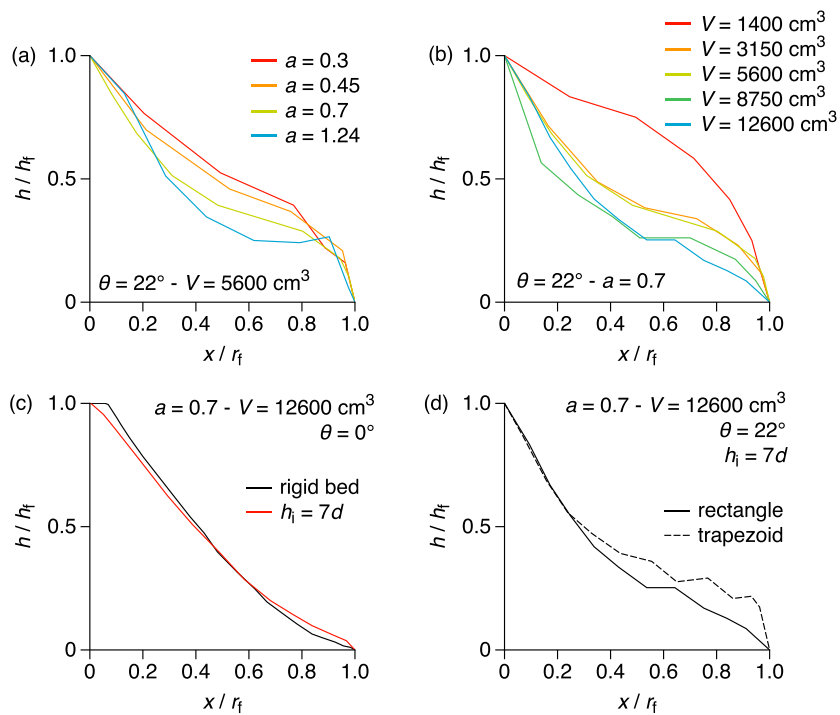 (a)
a = 0.3
a = 0.45
a = 0.7
a = 1.24
1.0
0.5
0
h / hf
θ = 22° - V = 5600 cm³
0 0.2 0.4 0.6 0.8 1.0
x / rf
(b)
V = 1400 cm³
V = 3150 cm³
V = 5600 cm³
V = 8750 cm³
V = 12600 cm³
1.0
0.5
0
h / hf
θ = 22° - a = 0.7
0.0 0.2 0.4 0.6 0.8 1.0
x / rf
(c)
a = 0.7 - V = 12600 cm³
θ = 0°
rigid bed
hi = 7d
1.0
0.5
0
h / hf
0 0.2 0.4 0.6 0.8 1.0
x / rf
(d)
a = 0.7 - V = 12600 cm³
θ = 22°
hi = 7d
rectangle
trapezoid
1.0
0.5
0
h / hf
0.0 0.2 0.4 0.6 0.8 1.0
x / rf